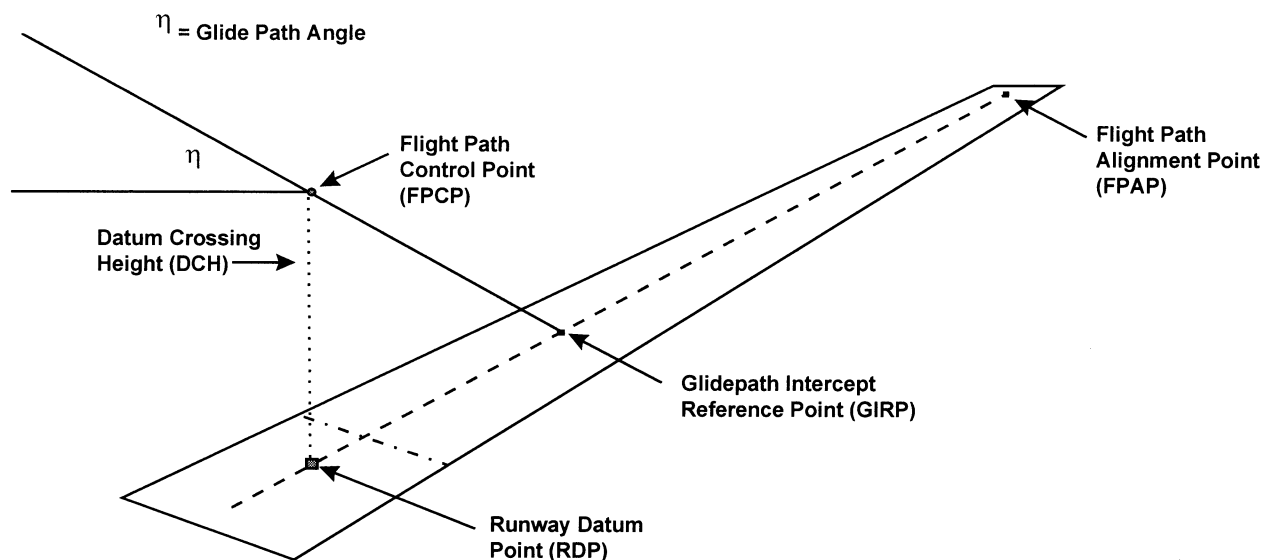 η = Glide Path Angle
Flight Path
Control Point
(FPCP)
η
Flight Path
Alignment Point
(FPAP)
Datum Crossing
Height (DCH)
Glidepath Intercept
Reference Point (GIRP)
Runway Datum
Point (RDP)